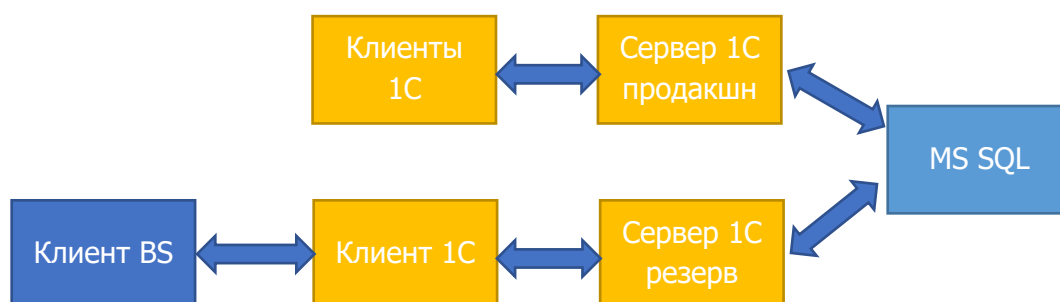 Клиенты
1С
Сервер 1С
продакшн
MS SQL
Клиент BS
Клиент 1С
Сервер 1С
резерв